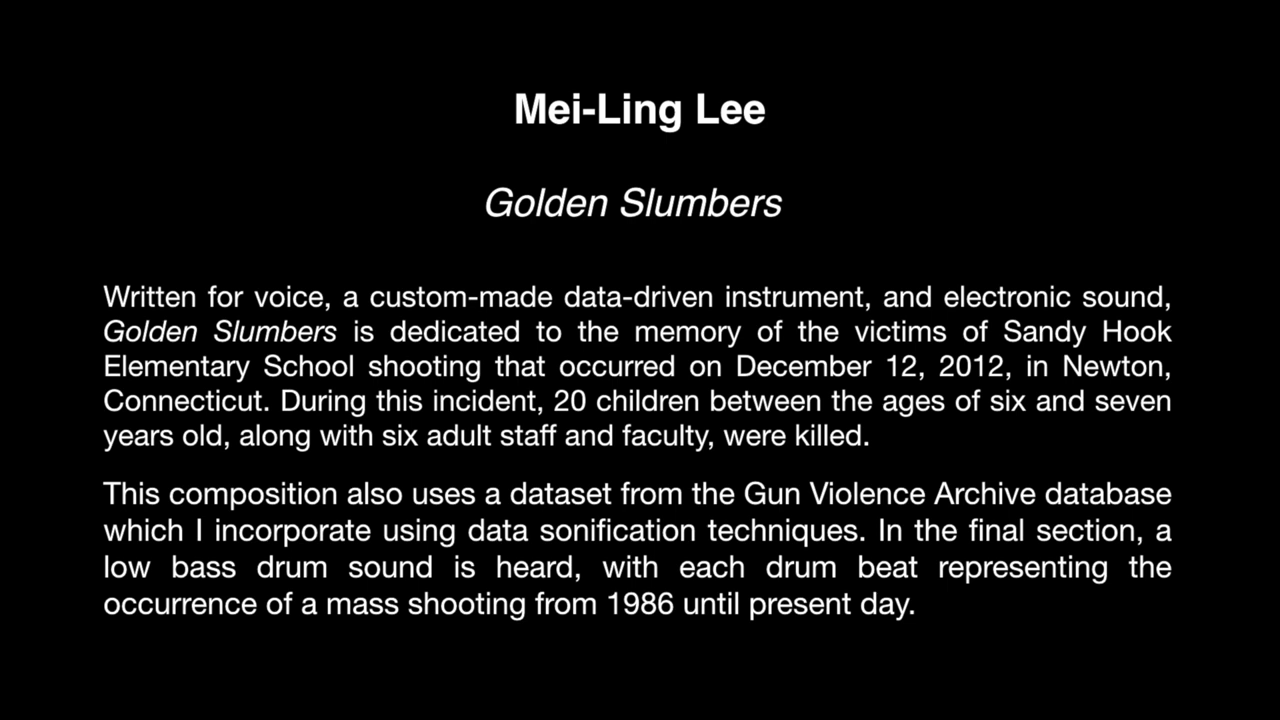 Mei-Ling Lee
Golden Slumbers
Written for voice, a custom-made data-driven instrument, and electronic sound,
Golden Slumbers is dedicated to the memory of the victims of Sandy Hook
Elementary School shooting that occurred on December 12, 2012, in Newton,
Connecticut. During this incident, 20 children between the ages of six and seven
years old, along with six adult staff and faculty, were killed.
This composition also uses a dataset from the Gun Violence Archive database
which I incorporate using data sonification techniques. In the final section, a
low bass drum sound is heard, with each drum beat representing the
occurrence of a mass shooting from 1986 until present day.